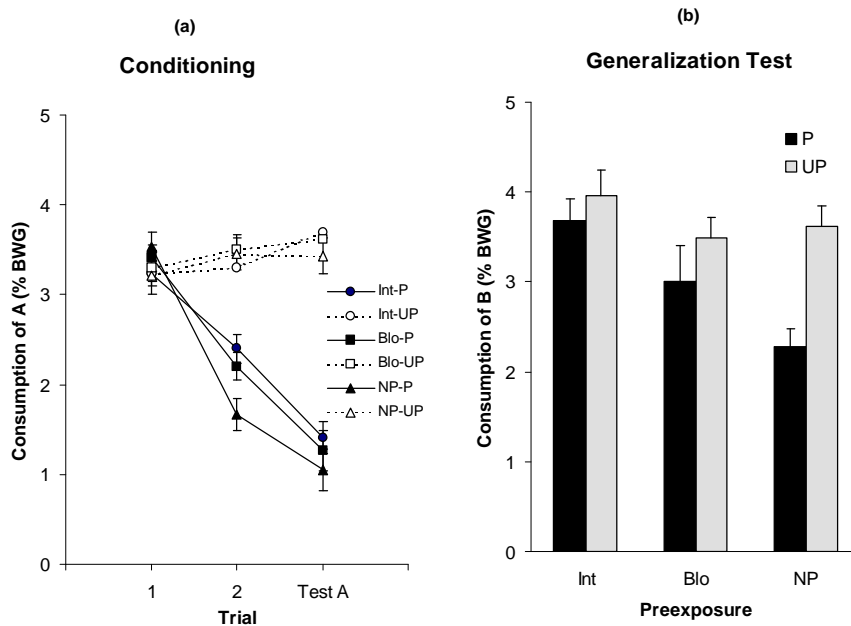 (a)
Conditioning
Consumption of A (% BWG)
5
4
3
2
1
0
1
2
Test A
Trial
Int-P
Int-UP
Blo-P
Blo-UP
NP-P
NP-UP
(b)
Generalization Test
Consumption of B (% BWG)
5
4
3
2
1
0
P
UP
Int
Blo
NP
Preexposure